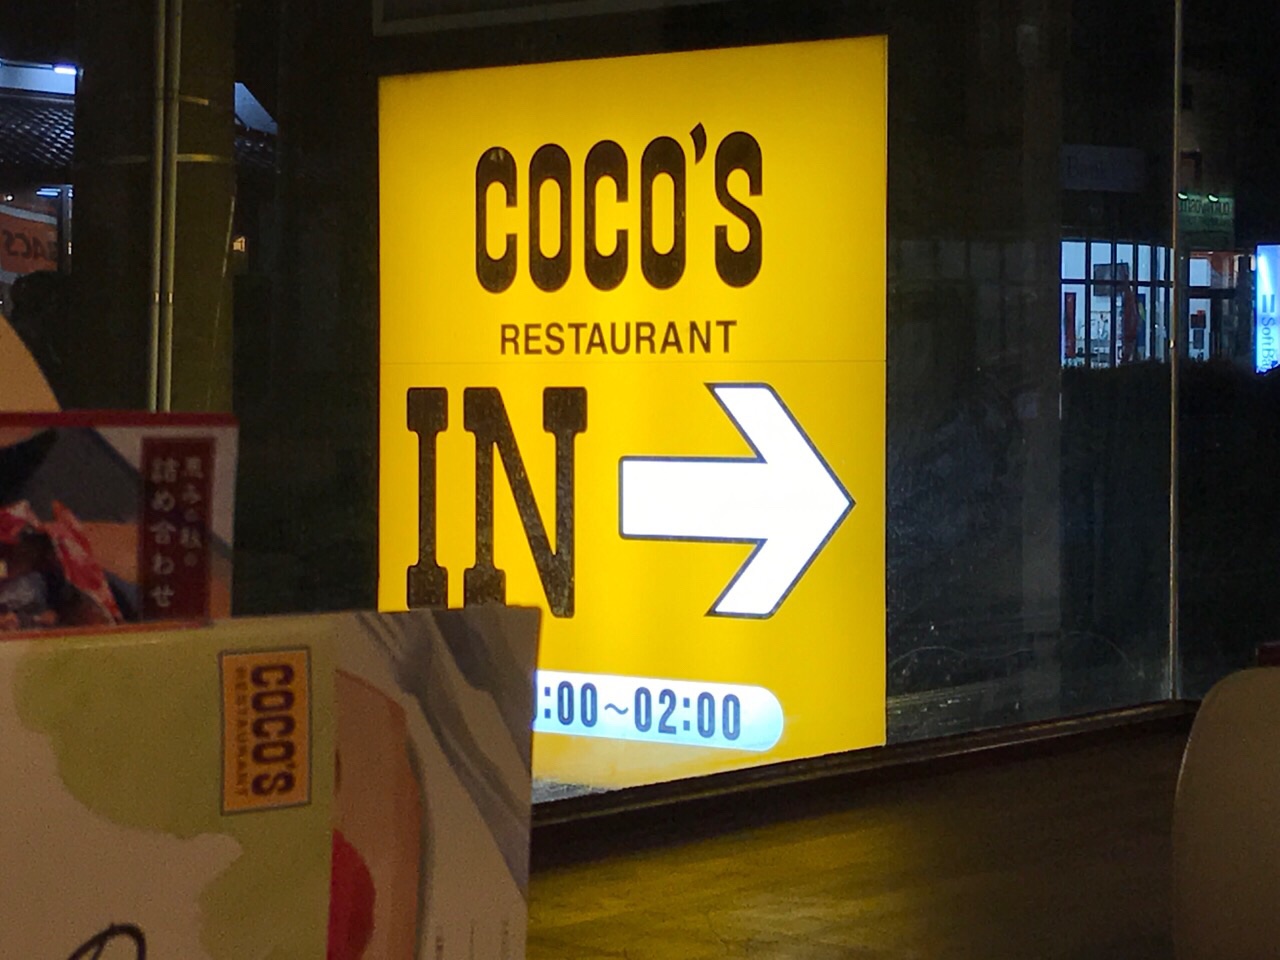 COCO'S
RESTAURANT
IN
:00~02:00
詰め合わせ
COCO'S
RESTAURANT